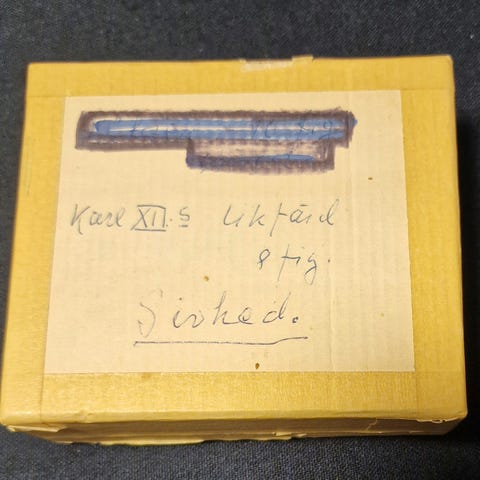 Karl XII.s likfärd
8 fig.
Sivhed.